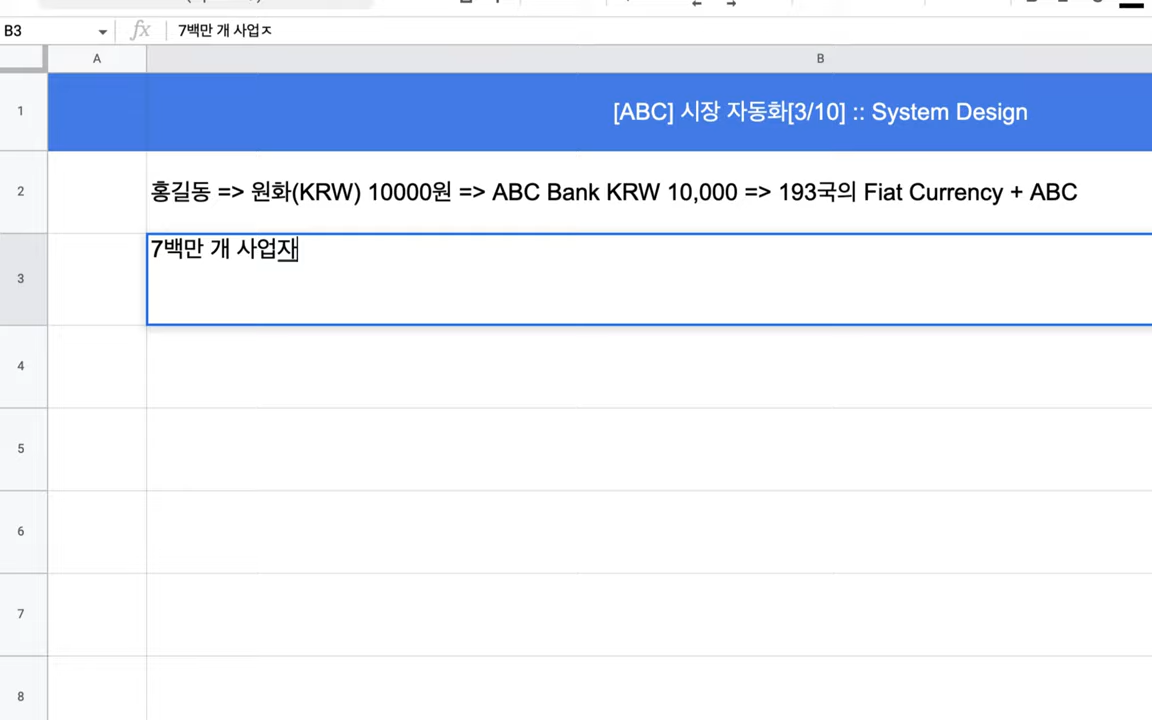 B3 fx 7백만 개 사업ㅈ
A B
1 [ABC] 시장 자동화[3/10] :: System Design
2 홍길동 => 원화(KRW) 10000원 => ABC Bank KRW 10,000 => 193국의 Fiat Currency + ABC
3 7백만 개 사업자
4
5
6
7
8